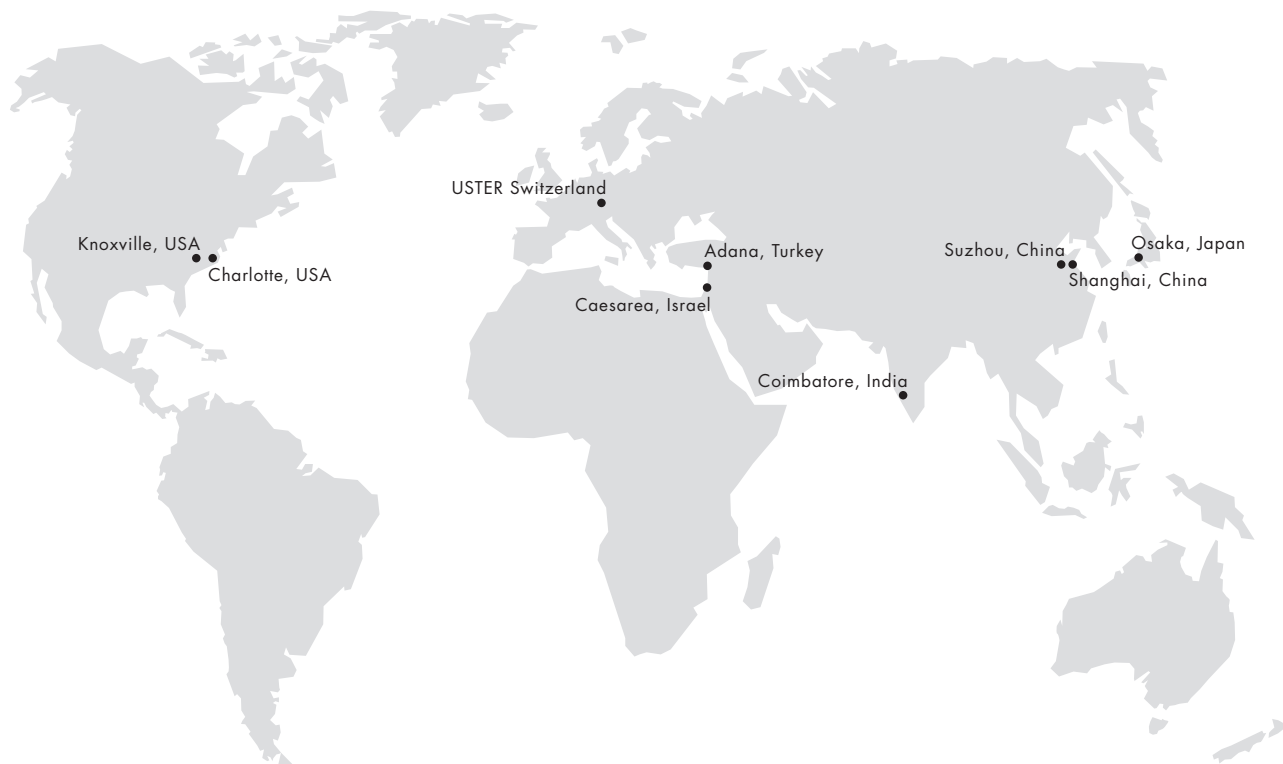 USTER Switzerland
Knoxville, USA
Charlotte, USA
Adana, Turkey
Caesarea, Israel
Suzhou, China
Osaka, Japan
Shanghai, China
Coimbatore, India